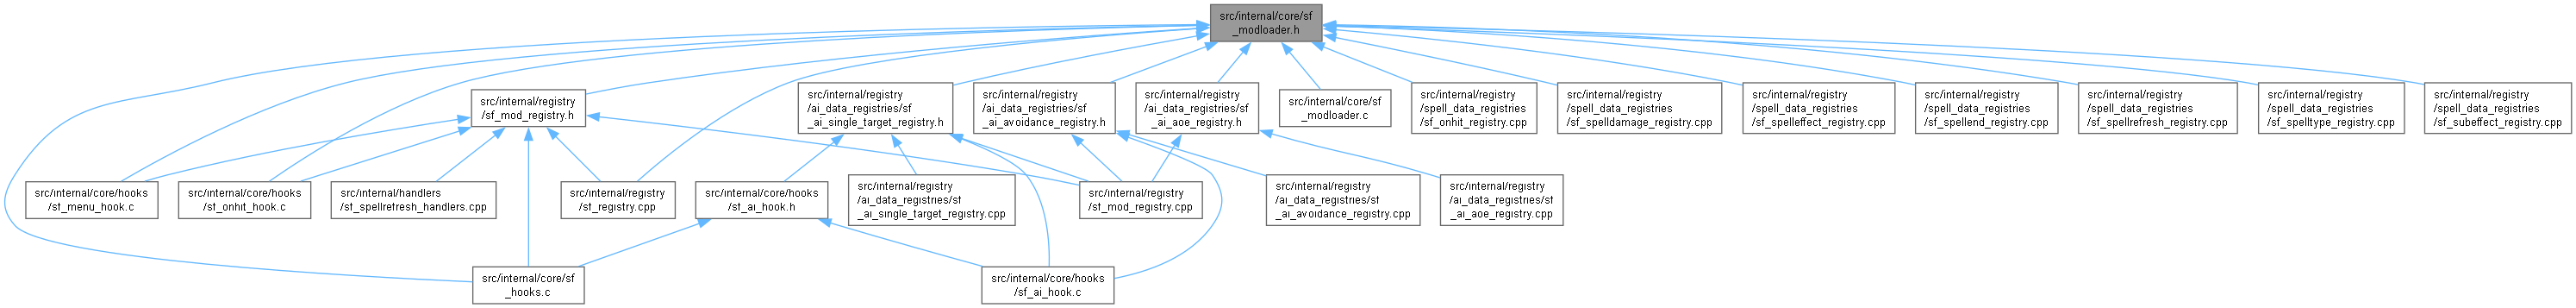 src/internal/core/sf
_modloader.h
src/internal/registry
/sf_mod_registry.h
src/internal/registry
/ai_data_registries/sf
_ai_single_target_registry.h
src/internal/registry
/ai_data_registries/sf
_ai_avoidance_registry.h
src/internal/registry
/ai_data_registries/sf
_ai_aoe_registry.h
src/internal/core/sf
_modloader.c
src/internal/registry
/spell_data_registries
/sf_onhit_registry.cpp
src/internal/registry
/spell_data_registries
/sf_spelldamage_registry.cpp
src/internal/registry
/spell_data_registries
/sf_spelleffect_registry.cpp
src/internal/registry
/spell_data_registries
/sf_spellend_registry.cpp
src/internal/registry
/spell_data_registries
/sf_spellrefresh_registry.cpp
src/internal/registry
/spell_data_registries
/sf_spelltype_registry.cpp
src/internal/registry
/spell_data_registries
/sf_subeffect_registry.cpp
src/internal/core/hooks
/sf_menu_hook.c
src/internal/core/hooks
/sf_onhit_hook.c
src/internal/handlers
/sf_spellrefresh_handlers.cpp
src/internal/registry
/sf_registry.cpp
src/internal/core/hooks
/sf_ai_hook.h
src/internal/registry
/ai_data_registries/sf
_ai_single_target_registry.cpp
src/internal/registry
/sf_mod_registry.cpp
src/internal/registry
/ai_data_registries/sf
_ai_avoidance_registry.cpp
src/internal/registry
/ai_data_registries/sf
_ai_aoe_registry.cpp
src/internal/core/sf
_hooks.c
src/internal/core/hooks
/sf_ai_hook.c